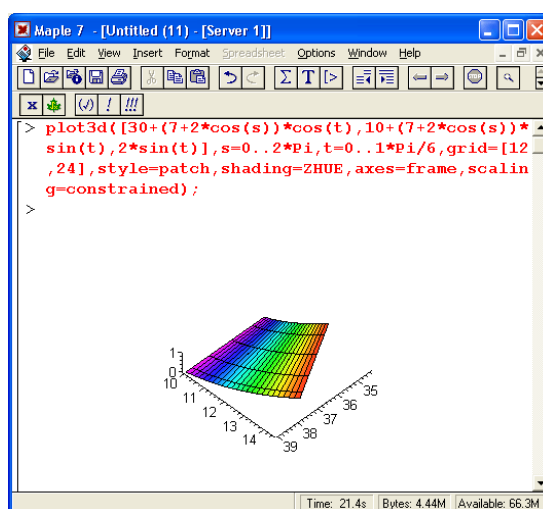 Maple 7 - [Untitled (11) - [Server 1]]
File Edit View Insert Format Spreadsheet Options Window Help
Σ T [>
x (√) ! !!!
[> plot3d([30+(7+2*cos(s))*cos(t),10+(7+2*cos(s))*
sin(t),2*sin(t)],s=0..2*Pi,t=0..1*Pi/6,grid=[12
,24],style=patch,shading=ZHUE,axes=frame,scalin
g=constrained);
>
1
0
10
11
12
13
14
39
38
37
36
35
Time: 21.4s Bytes: 4.44M Available: 66.3M